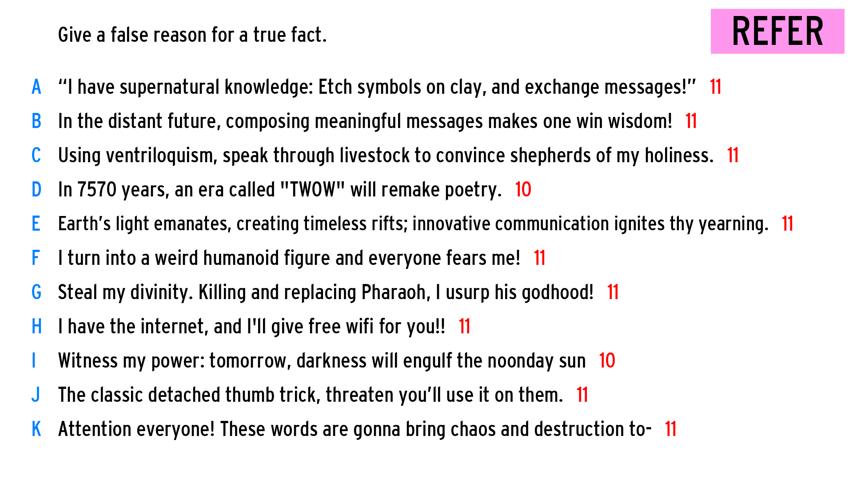 Give a false reason for a true fact.
REFER
A “I have supernatural knowledge: Etch symbols on clay, and exchange messages!” 11
B In the distant future, composing meaningful messages makes one win wisdom! 11
C Using ventriloquism, speak through livestock to convince shepherds of my holiness. 11
D In 7570 years, an era called "TWOW" will remake poetry. 10
E Earth’s light emanates, creating timeless rifts; innovative communication ignites thy yearning. 11
F I turn into a weird humanoid figure and everyone fears me! 11
G Steal my divinity. Killing and replacing Pharaoh, I usurp his godhood! 11
H I have the internet, and I'll give free wifi for you!! 11
I Witness my power: tomorrow, darkness will engulf the noonday sun 10
J The classic detached thumb trick, threaten you’ll use it on them. 11
K Attention everyone! These words are gonna bring chaos and destruction to- 11